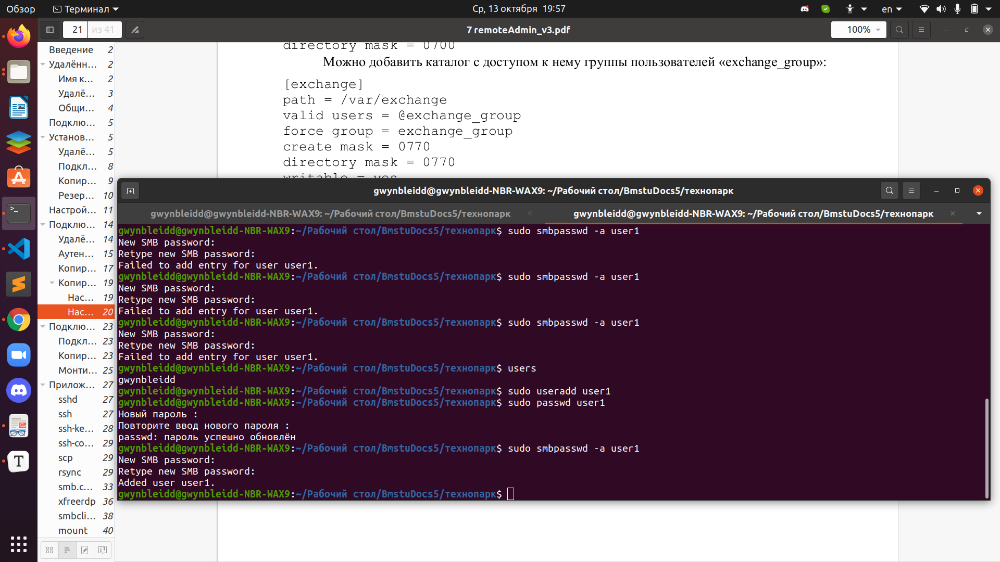 Обзор
Терминал
Ср, 13 октября 19:57
en
21 из 41
7 remoteAdmin_v3.pdf
100%
Введение 2
Удалённ... 2
Имя к... 2
Удалё... 3
Общи... 4
Подклю... 5
Установ... 5
Удалё... 5
Подкл... 8
Копир... 9
Резер... 10
Настрой... 11
Подклю... 14
Удалё... 14
Аутен... 15
Копир... 17
Копир... 19
Нас... 19
Нас... 20
Подклю... 23
Подкл... 23
Копир... 23
Монти... 25
Прилож... 27
sshd 27
ssh 27
ssh-ke... 28
ssh-co... 29
scp 29
rsync 29
smb.c... 33
xfreerdp 36
smbcli... 38
mount 40
directory mask = 0700
Можно добавить каталог с доступом к нему группы пользователей «exchange_group»:
[exchange]
path = /var/exchange
valid users = @exchange_group
force group = exchange_group
create mask = 0770
directory mask = 0770
writable = yes
gwynbleidd@gwynbleidd-NBR-WAX9: ~/Рабочий стол/BmstuDocs5/технопарк
gwynbleidd@gwynbleidd-NBR-WAX9: ~/Рабочий стол/BmstuDocs5/технопарк
gwynbleidd@gwynbleidd-NBR-WAX9: ~/Рабочий стол/BmstuDocs5/технопарк
gwynbleidd@gwynbleidd-NBR-WAX9:~/Рабочий стол/BmstuDocs5/технопарк$ sudo smbpasswd -a user1
New SMB password:
Retype new SMB password:
Failed to add entry for user user1.
gwynbleidd@gwynbleidd-NBR-WAX9:~/Рабочий стол/BmstuDocs5/технопарк$ sudo smbpasswd -a user1
New SMB password:
Retype new SMB password:
Failed to add entry for user user1.
gwynbleidd@gwynbleidd-NBR-WAX9:~/Рабочий стол/BmstuDocs5/технопарк$ sudo smbpasswd -a user1
New SMB password:
Retype new SMB password:
Failed to add entry for user user1.
gwynbleidd@gwynbleidd-NBR-WAX9:~/Рабочий стол/BmstuDocs5/технопарк$ users
gwynbleidd
gwynbleidd@gwynbleidd-NBR-WAX9:~/Рабочий стол/BmstuDocs5/технопарк$ sudo useradd user1
gwynbleidd@gwynbleidd-NBR-WAX9:~/Рабочий стол/BmstuDocs5/технопарк$ sudo passwd user1
Новый пароль :
Повторите ввод нового пароля :
passwd: пароль успешно обновлён
gwynbleidd@gwynbleidd-NBR-WAX9:~/Рабочий стол/BmstuDocs5/технопарк$ sudo smbpasswd -a user1
New SMB password:
Retype new SMB password:
Added user user1.
gwynbleidd@gwynbleidd-NBR-WAX9:~/Рабочий стол/BmstuDocs5/технопарк$